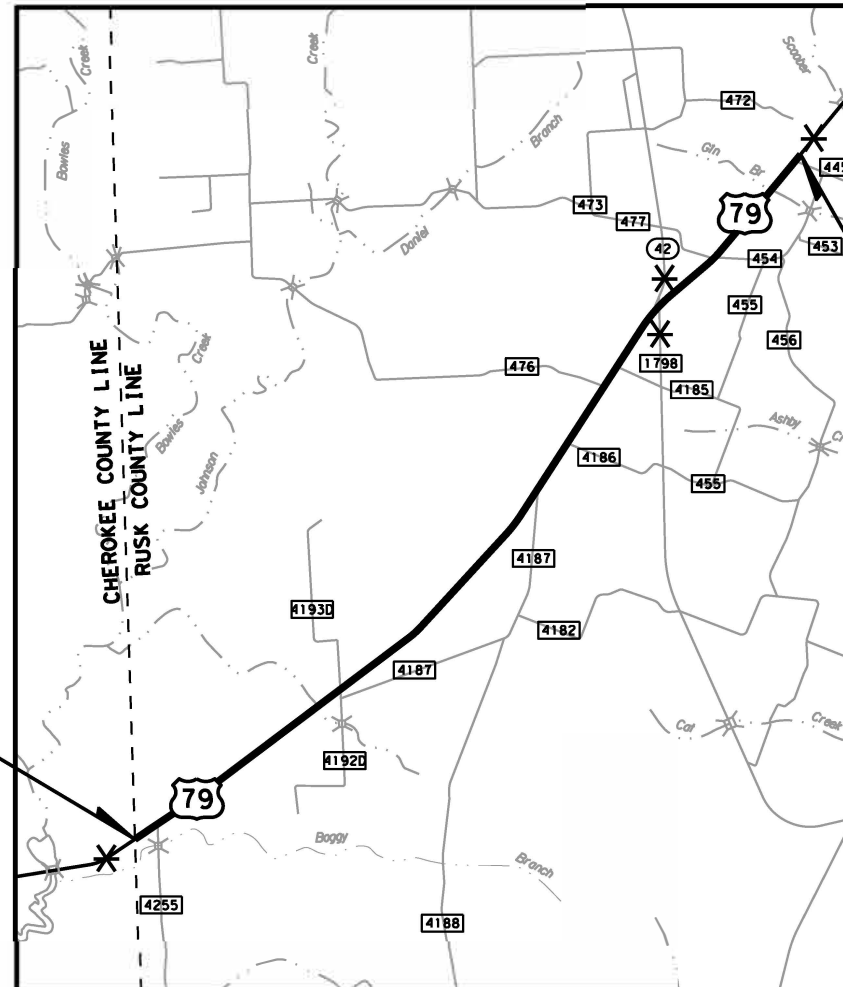 Creek
Creek
Scober
472
Bowles
Branch
Gin
Br
445
473
477
79
453
Daniel
42
454
455
456
Creek
1798
476
4185
CHEROKEE COUNTY LINE
RUSK COUNTY LINE
Bowles
Ashby
Johnson
4186
455
4187
4193D
4182
4187
Cat
Creek
4192D
79
Boggy
Branch
4255
4188